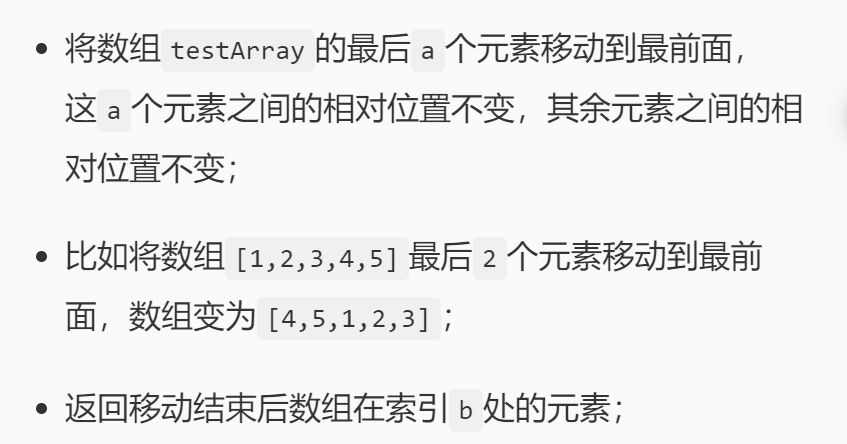 将数组 testArray 的最后 a 个元素移动到最前面，
这 a 个元素之间的相对位置不变，其余元素之间的相
对位置不变；
比如将数组 [1,2,3,4,5] 最后 2 个元素移动到最前
面，数组变为 [4,5,1,2,3] ；
返回移动结束后数组在索引 b 处的元素；